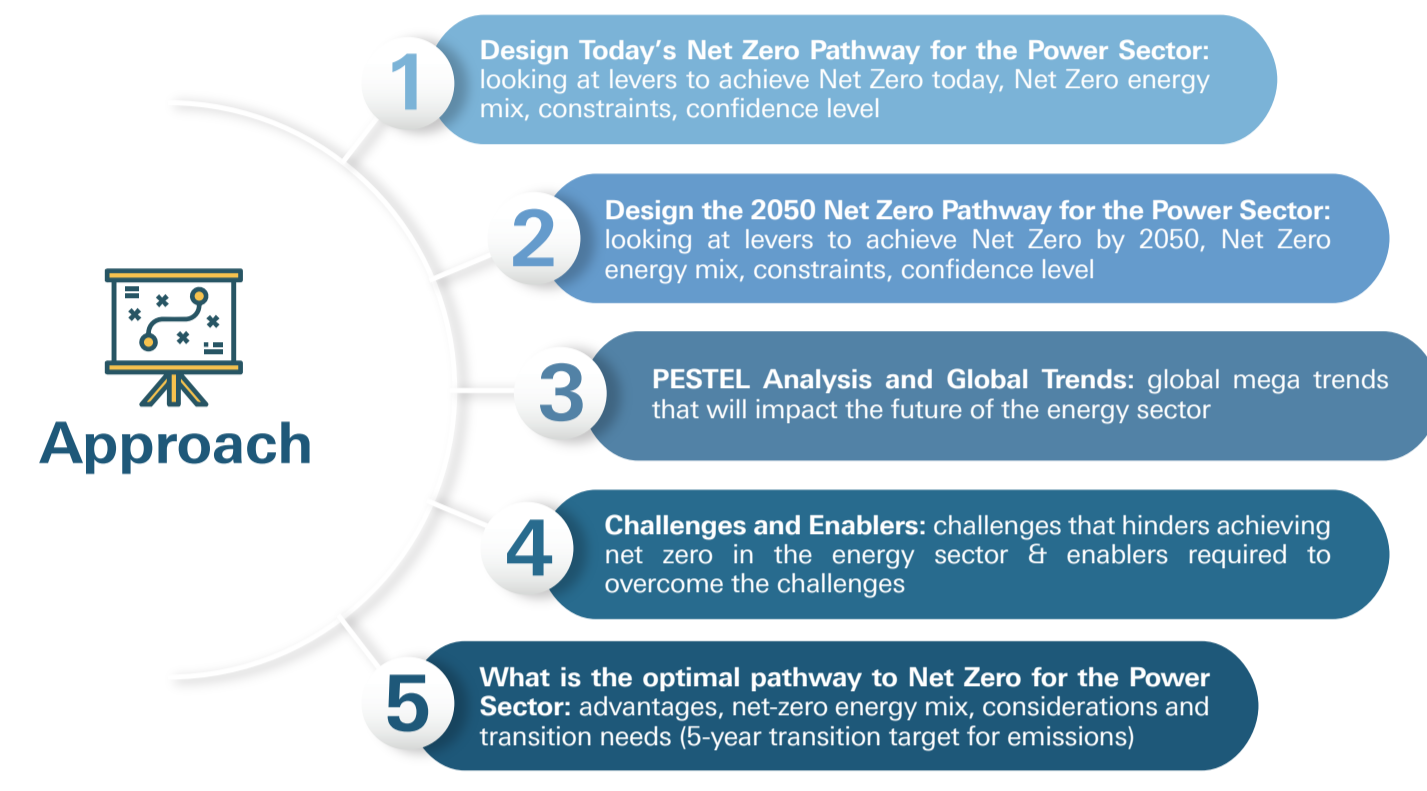 Approach
1
Design Today’s Net Zero Pathway for the Power Sector:
looking at levers to achieve Net Zero today, Net Zero energy
mix, constraints, confidence level
2
Design the 2050 Net Zero Pathway for the Power Sector:
looking at levers to achieve Net Zero by 2050, Net Zero
energy mix, constraints, confidence level
3
PESTEL Analysis and Global Trends: global mega trends
that will impact the future of the energy sector
4
Challenges and Enablers: challenges that hinders achieving
net zero in the energy sector & enablers required to
overcome the challenges
5
What is the optimal pathway to Net Zero for the Power
Sector: advantages, net-zero energy mix, considerations and
transition needs (5-year transition target for emissions)